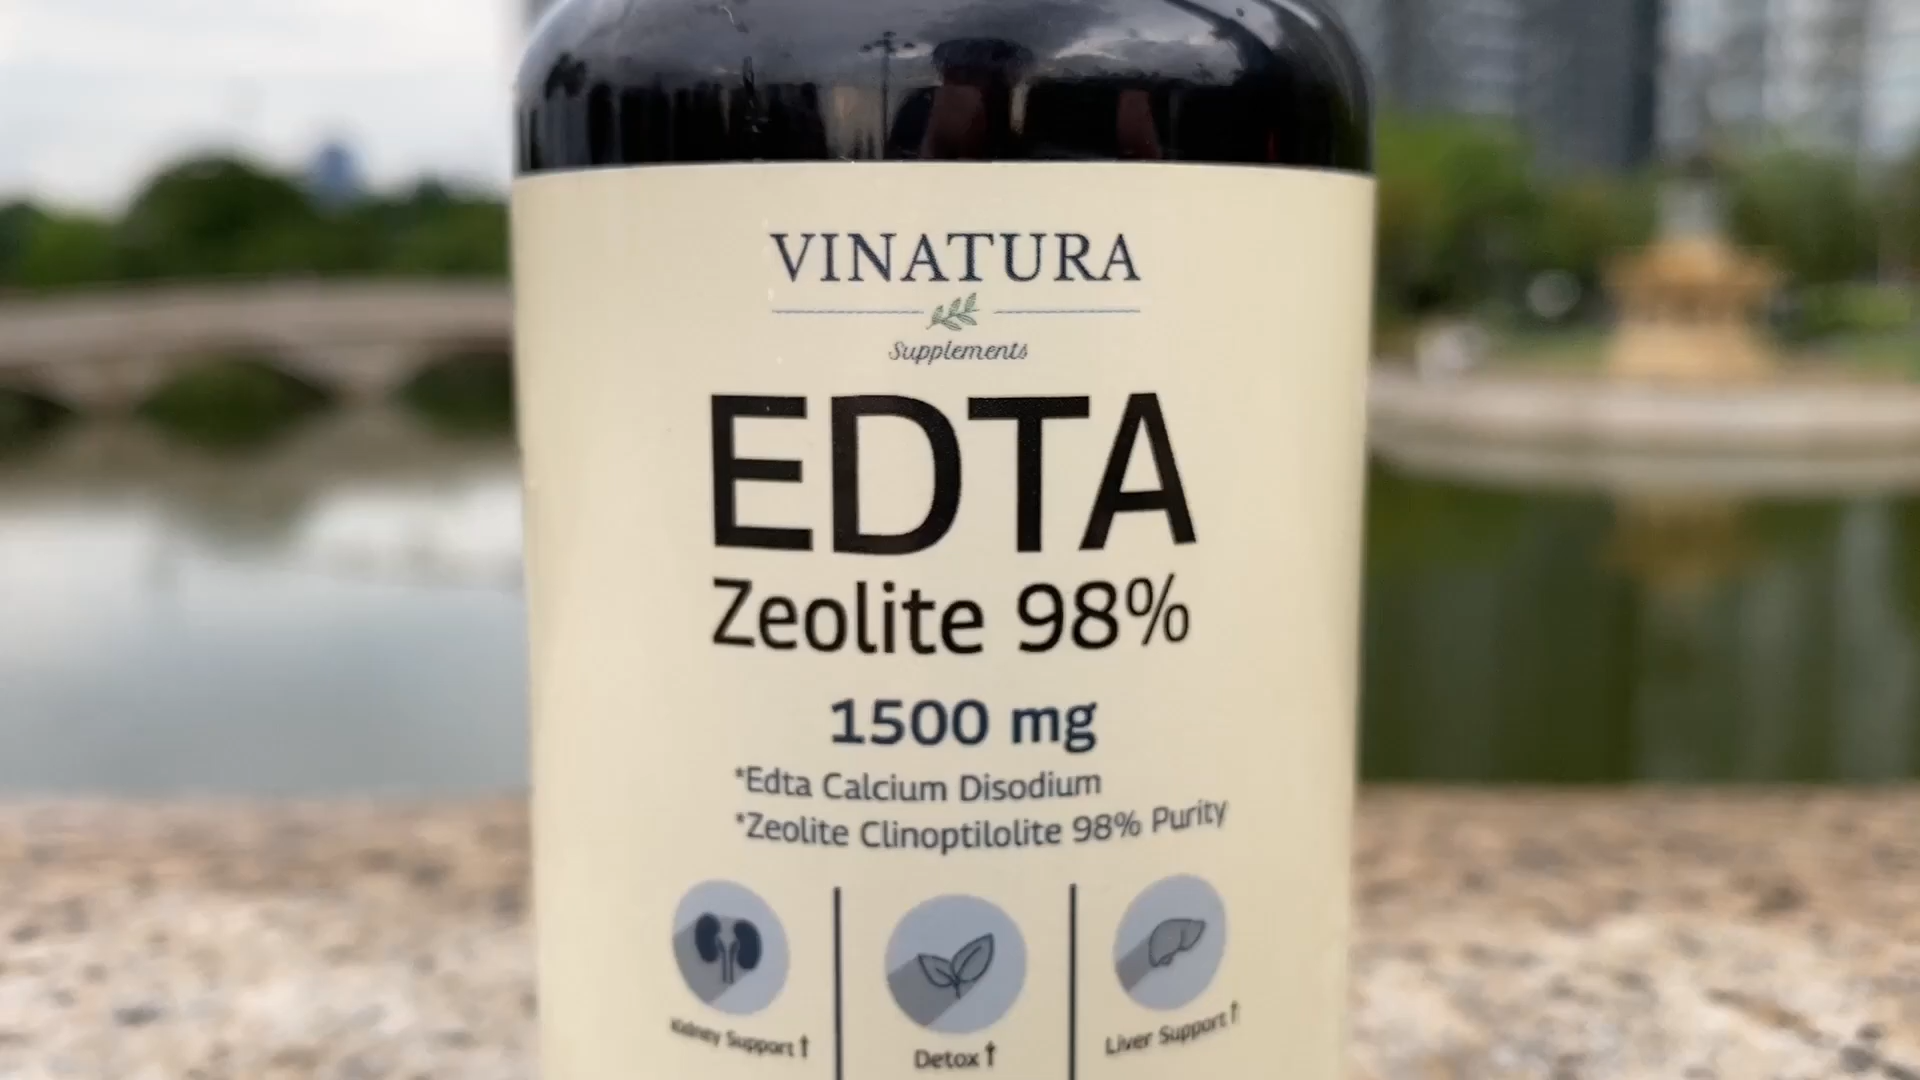 VINATURA
Supplements
EDTA
Zeolite 98%
1500 mg
*Edta Calcium Disodium
*Zeolite Clinoptilolite 98% Purity
Kidney Support↑
Detox↑
Liver Support↑